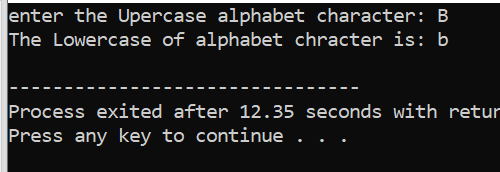 enter the Upercase alphabet character: B
The Lowercase of alphabet chracter is: b
--------------------------------
Process exited after 12.35 seconds with retur
Press any key to continue . . .